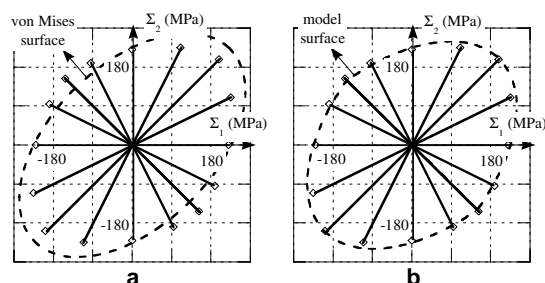 von Mises
surface
Σ2 (MPa)
180
Σ1 (MPa)
-180
180
-180
a
model
surface
Σ2 (MPa)
180
Σ1 (MPa)
-180
180
-180
b